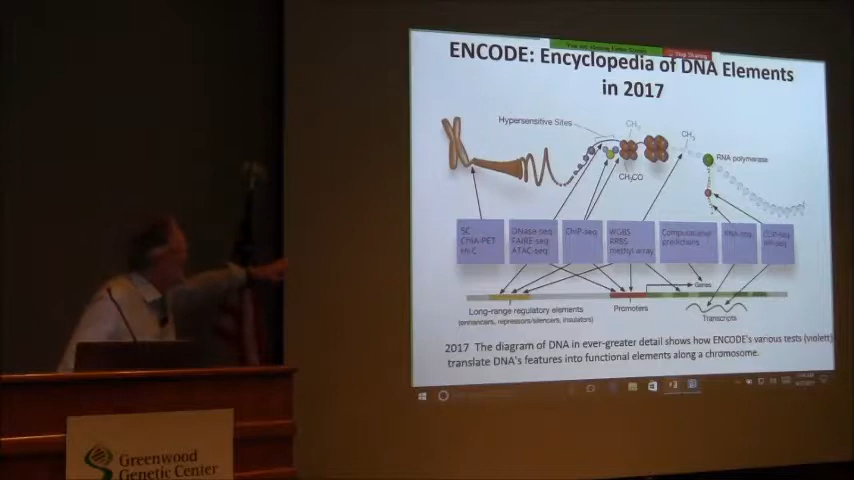 ENCODE: Encyclopedia of DNA Elements
in 2017
Hypersensitive Sites
CH
CH3
RNA polymerase
CH3CO
5C
ChIA-PET
Hi-C
DNase-seq
FAIRE-seq
ATAC-seq
ChIP-seq
WGBS
RRBS
methyl array
Computational
predictions
RNA-seq
CLIP-seq
Genes
Long-range regulatory elements
(enhancers, repressors/silencers, insulators)
Promoters
Transcripts
2017 The diagram of DNA in ever-greater detail shows how ENCODE's various tests (violet)
translate DNA's features into functional elements along a chromosome.
Greenwood
Genetic Center